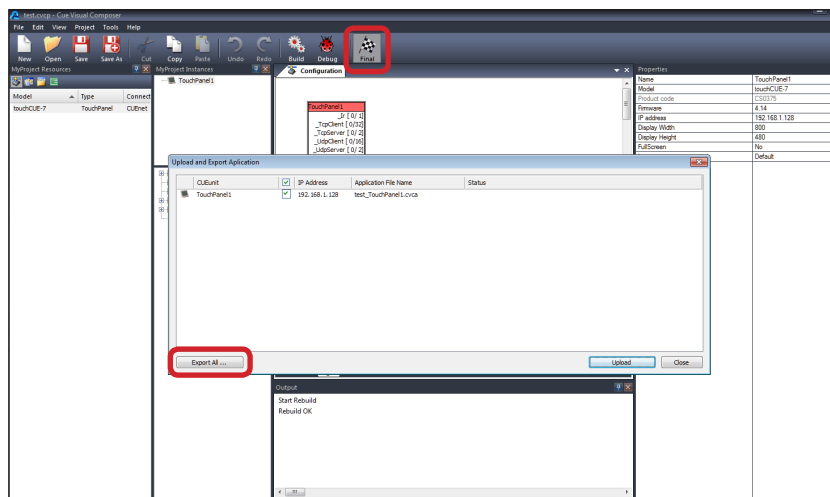 test.cvcp - Cue Visual Composer
File Edit View Project Tools Help
New Open Save Save As Cut Copy Paste Undo Redo Build Debug Final
MyProject Resources
Model Type Connect
touchCUE-7 TouchPanel CUEnet
MyProject Instances
TouchPanel1
Configuration
TouchPanel1
_Ir [ 0/ 1]
_TcpClient [ 0/32]
_TcpServer [ 0/ 2]
_UdpClient [ 0/16]
_UdpServer [ 0/ 2]
Properties
Name TouchPanel1
Model touchCUE-7
Product code CS0375
Firmware 4.14
IP address 192.168.1.128
Display Width 800
Display Height 480
FullScreen No
Default
Upload and Export Aplication
CUEunit IP Address Application File Name Status
TouchPanel1 192.168.1.128 test_TouchPanel1.cvca
Export All ... Upload Close
Output
Start Rebuild
Rebuild OK